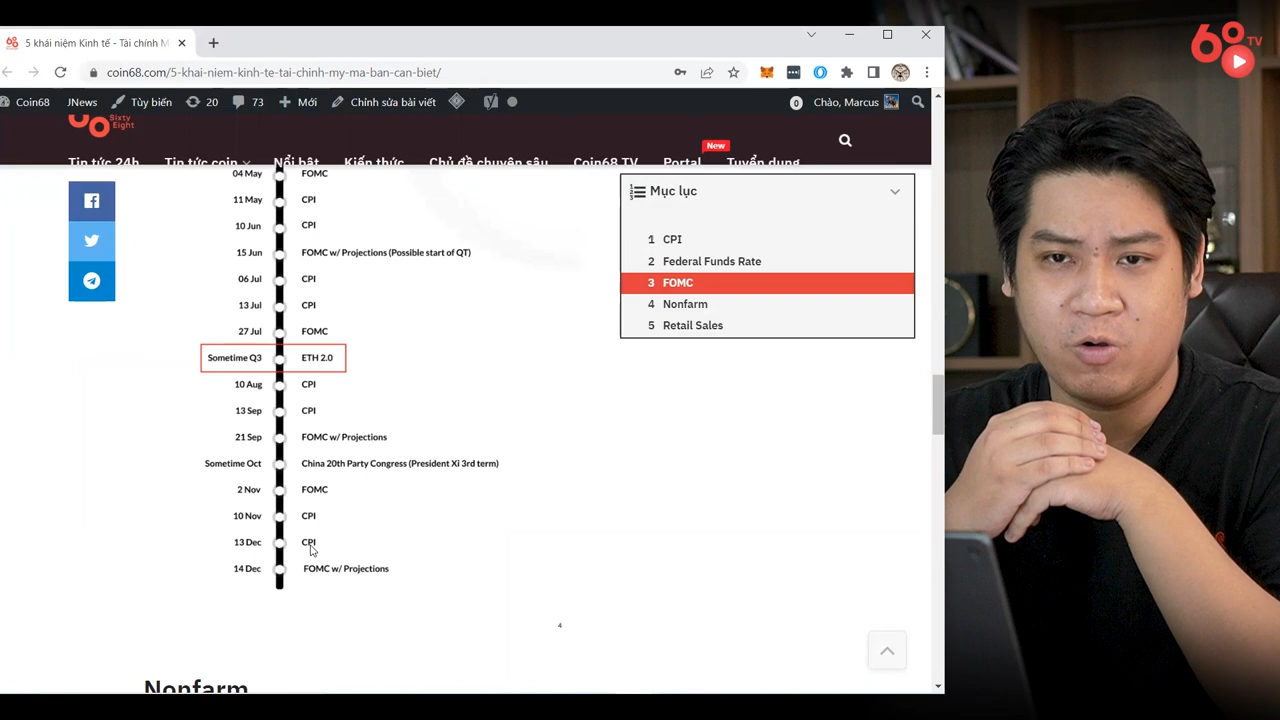 5 khái niệm Kinh tế - Tài chính M
coin68.com/5-khai-niem-kinh-te-tai-chinh-my-ma-ban-can-biet/
Coin68 JNews Tùy biến 20 73 Mới Chỉnh sửa bài viết 0 Chào, Marcus
Sixty
Eight
New
Tin tức 24h Tin tức coin Nổi bật Kiến thức Chủ đề chuyên sâu Coin68 TV Portal Tuyển dụng
04 May FOMC
11 May CPI
10 Jun CPI
15 Jun FOMC w/ Projections (Possible start of QT)
06 Jul CPI
13 Jul CPI
27 Jul FOMC
Sometime Q3 ETH 2.0
10 Aug CPI
13 Sep CPI
21 Sep FOMC w/ Projections
Sometime Oct China 20th Party Congress (President Xi 3rd term)
2 Nov FOMC
10 Nov CPI
13 Dec CPI
14 Dec FOMC w/ Projections
4
Nonfarm
Mục lục
1 CPI
2 Federal Funds Rate
3 FOMC
4 Nonfarm
5 Retail Sales
68 TV